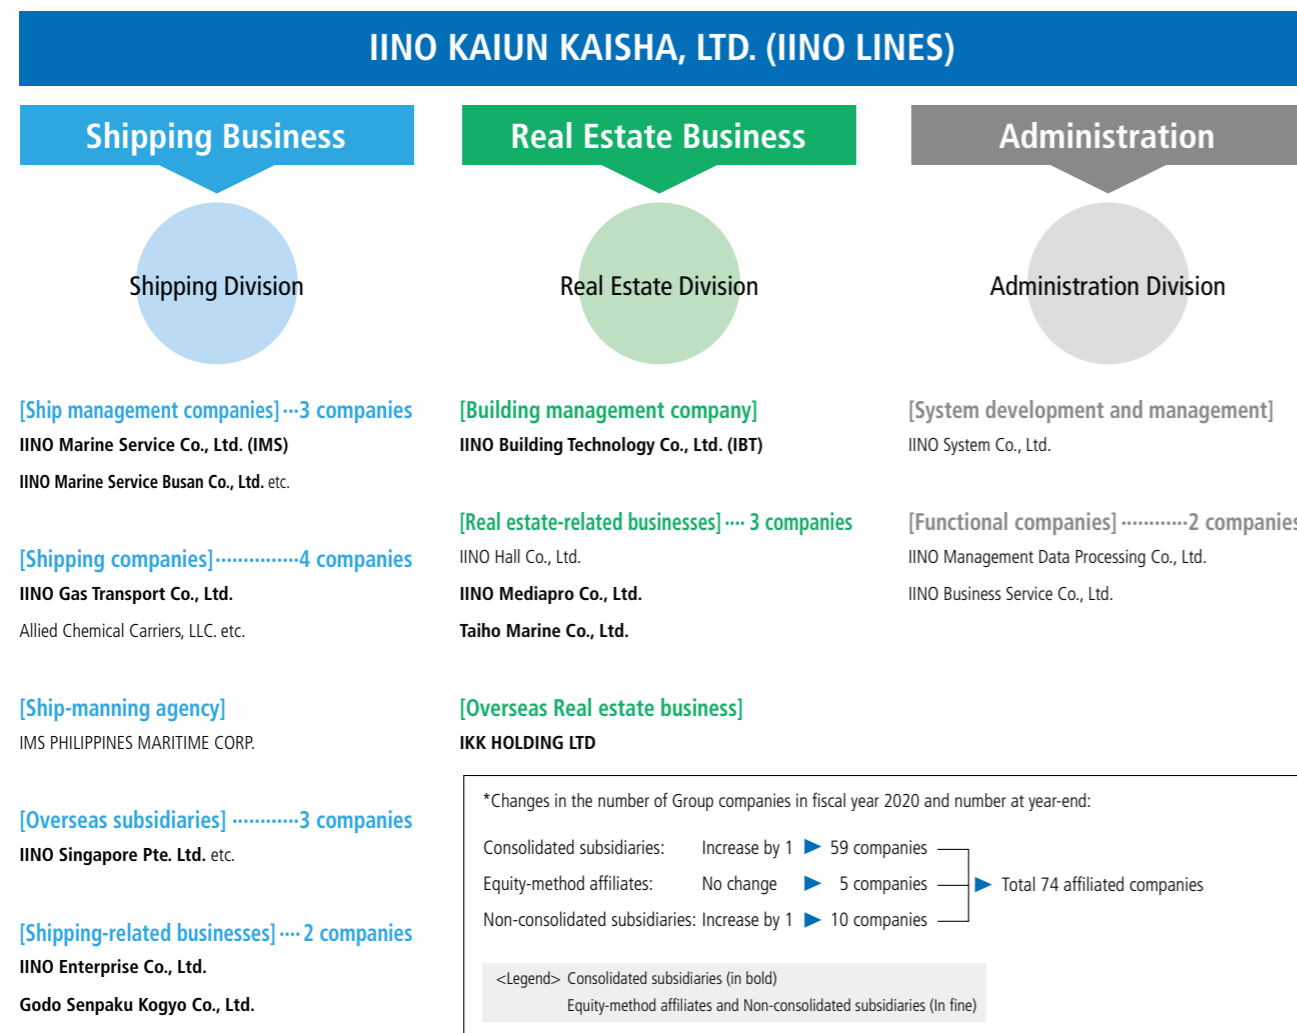 IINO KAIUN KAISHA, LTD. (IINO LINES)
Shipping Business
Shipping Division
[Ship management companies] ··· 3 companies
IINO Marine Service Co., Ltd. (IMS)
IINO Marine Service Busan Co., Ltd. etc.
[Shipping companies] ··············· 4 companies
IINO Gas Transport Co., Ltd.
Allied Chemical Carriers, LLC. etc.
[Ship-manning agency]
IMS PHILIPPINES MARITIME CORP.
[Overseas subsidiaries] ············ 3 companies
IINO Singapore Pte. Ltd. etc.
[Shipping-related businesses] ···· 2 companies
IINO Enterprise Co., Ltd.
Godo Senpaku Kogyo Co., Ltd.
Real Estate Business
Real Estate Division
[Building management company]
IINO Building Technology Co., Ltd. (IBT)
[Real estate-related businesses] ···· 3 companies
IINO Hall Co., Ltd.
IINO Mediapro Co., Ltd.
Taiho Marine Co., Ltd.
[Overseas Real estate business]
IKK HOLDING LTD
Administration
Administration Division
[System development and management]
IINO System Co., Ltd.
[Functional companies] ············ 2 companies
IINO Management Data Processing Co., Ltd.
IINO Business Service Co., Ltd.
*Changes in the number of Group companies in fiscal year 2020 and number at year-end:
Consolidated subsidiaries: Increase by 1 ▶ 59 companies
Equity-method affiliates: No change ▶ 5 companies ▶ Total 74 affiliated companies
Non-consolidated subsidiaries: Increase by 1 ▶ 10 companies
<Legend> Consolidated subsidiaries (in bold)
Equity-method affiliates and Non-consolidated subsidiaries (In fine)